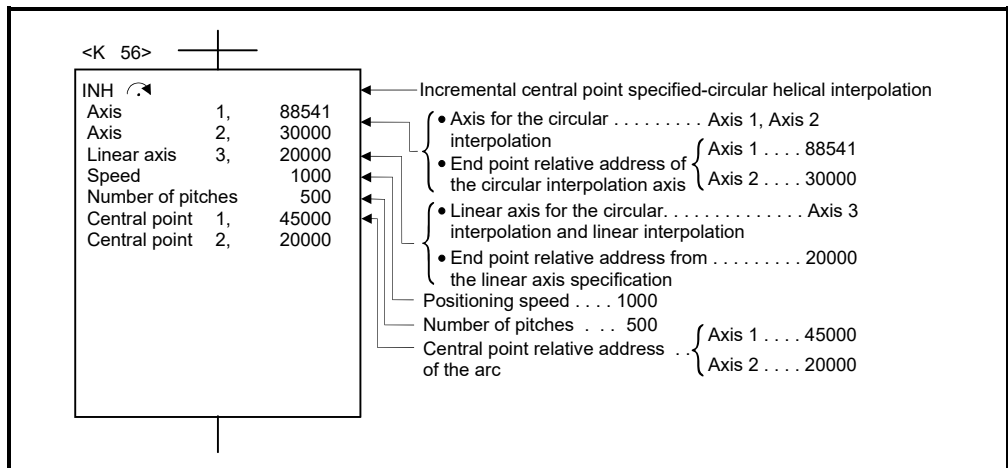 <K 56>
INH
Axis 1, 88541
Axis 2, 30000
Linear axis 3, 20000
Speed 1000
Number of pitches 500
Central point 1, 45000
Central point 2, 20000
Incremental central point specified-circular helical interpolation
• Axis for the circular . . . . . . . . . Axis 1, Axis 2
interpolation
• End point relative address of
the circular interpolation axis
Axis 1 . . . . 88541
Axis 2 . . . . 30000
• Linear axis for the circular. . . . . . . . . . . . . . Axis 3
interpolation and linear interpolation
• End point relative address from . . . . . . . . . 20000
the linear axis specification
Positioning speed . . . . 1000
Number of pitches . . . 500
Central point relative address . .
of the arc
Axis 1 . . . . 45000
Axis 2 . . . . 20000